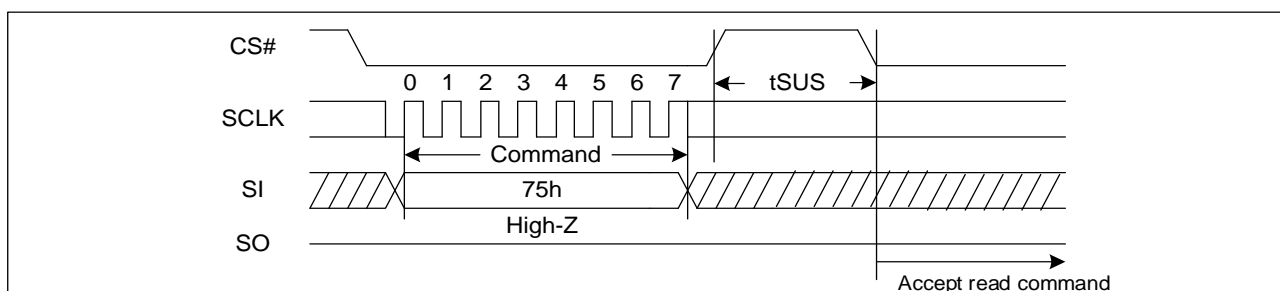 CS#
0 1 2 3 4 5 6 7
tSUS
SCLK
Command
SI
75h
High-Z
SO
Accept read command